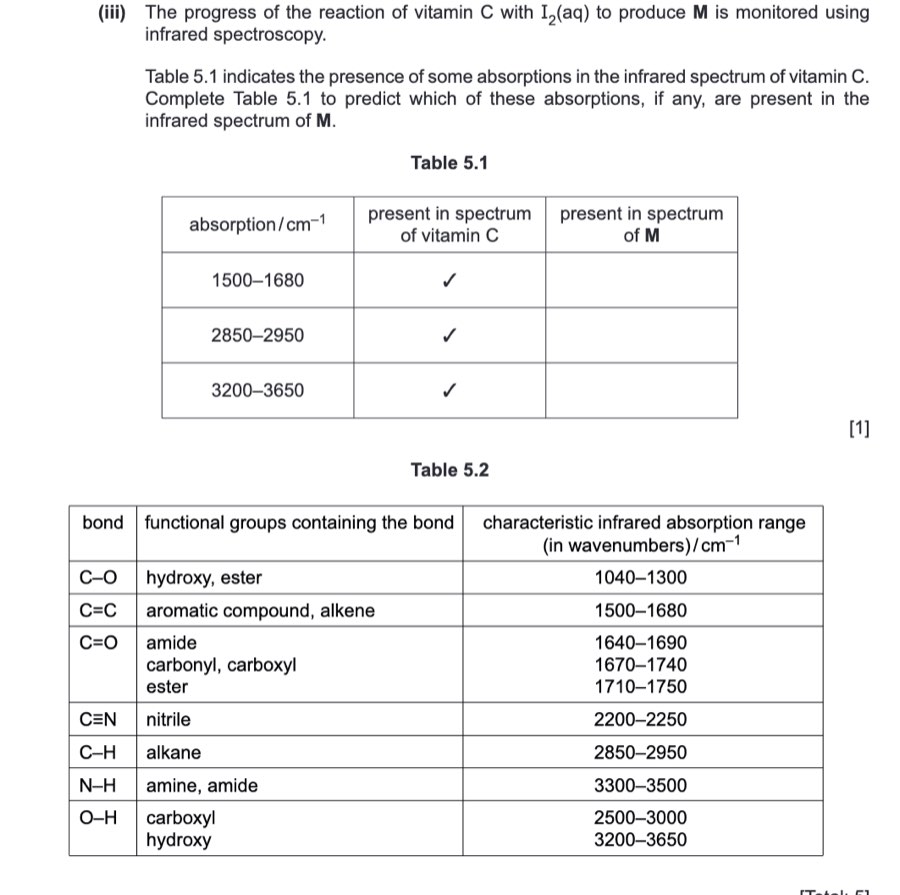 (iii) The progress of the reaction of vitamin C with I₂(aq) to produce M is monitored using
infrared spectroscopy.
Table 5.1 indicates the presence of some absorptions in the infrared spectrum of vitamin C.
Complete Table 5.1 to predict which of these absorptions, if any, are present in the
infrared spectrum of M.
Table 5.1
absorption/cm⁻¹ present in spectrum of vitamin C present in spectrum of M
1500–1680 ✓
2850–2950 ✓
3200–3650 ✓
[1]
Table 5.2
bond functional groups containing the bond characteristic infrared absorption range (in wavenumbers)/cm⁻¹
C–O hydroxy, ester 1040–1300
C=C aromatic compound, alkene 1500–1680
C=O amide 1640–1690
carbonyl, carboxyl 1670–1740
ester 1710–1750
C≡N nitrile 2200–2250
C–H alkane 2850–2950
N–H amine, amide 3300–3500
O–H carboxyl 2500–3000
hydroxy 3200–3650